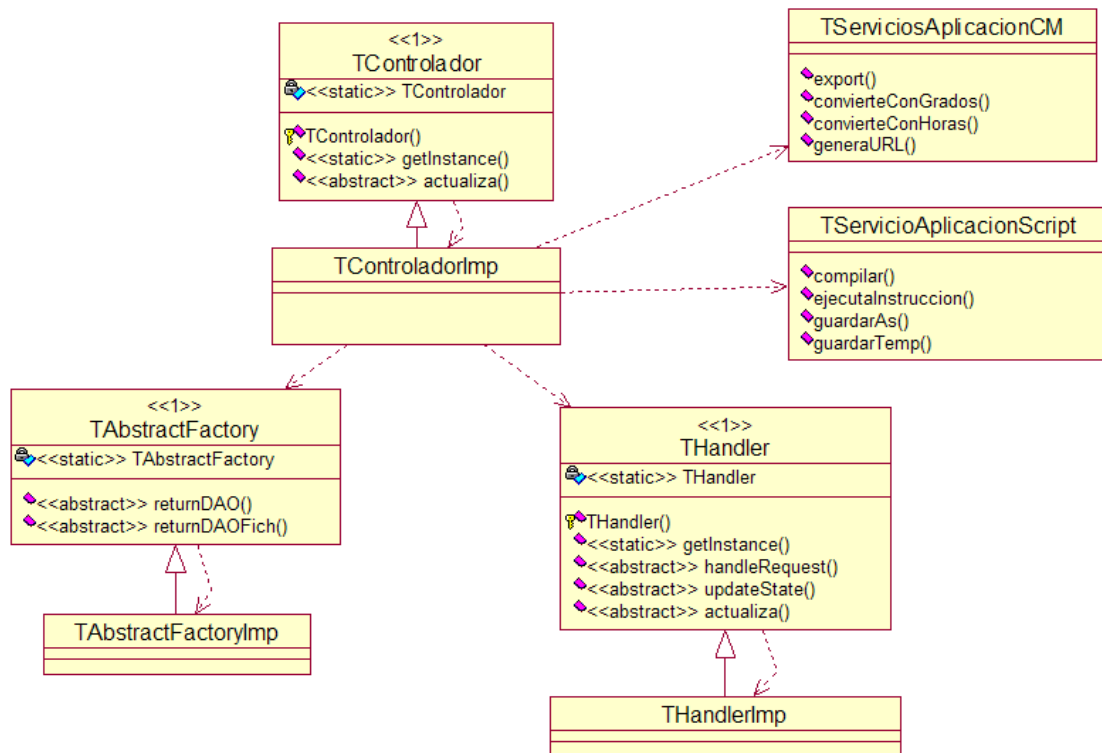 <<1>>
TControlador
<<static>> TControlador
TControlador()
<<static>> getInstance()
<<abstract>> actualiza()
TServiciosAplicacionCM
export()
convierteConGrados()
convierteConHoras()
generaURL()
TControladorImp
TServicioAplicacionScript
compilar()
ejecutaInstruccion()
guardarAs()
guardarTemp()
<<1>>
TAbstractFactory
<<static>> TAbstractFactory
<<abstract>> returnDAO()
<<abstract>> returnDAOFich()
TAbstractFactoryImp
<<1>>
THandler
<<static>> THandler
THandler()
<<static>> getInstance()
<<abstract>> handleRequest()
<<abstract>> updateState()
<<abstract>> actualiza()
THandlerImp